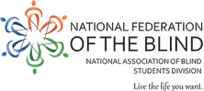 NATIONAL FEDERATION
OF THE BLIND
NATIONAL ASSOCIATION OF BLIND
STUDENTS DIVISION
Live the life you want.